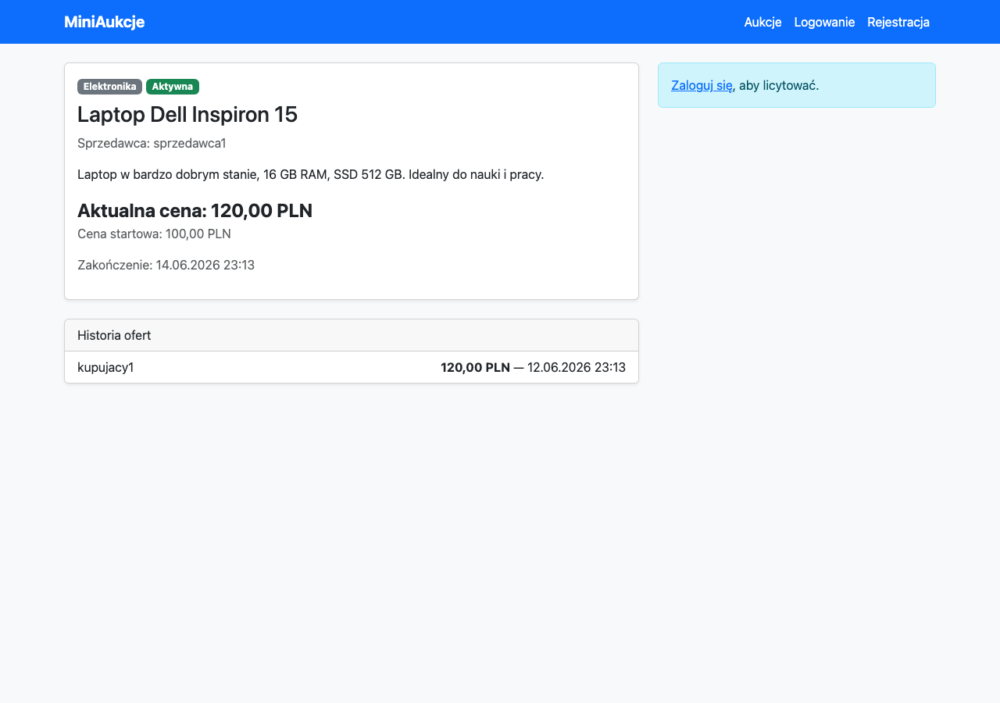 MiniAukcje
Aukcje Logowanie Rejestracja
Elektronika Aktywna
Laptop Dell Inspiron 15
Sprzedawca: sprzedawca1
Laptop w bardzo dobrym stanie, 16 GB RAM, SSD 512 GB. Idealny do nauki i pracy.
Aktualna cena: 120,00 PLN
Cena startowa: 100,00 PLN
Zakończenie: 14.06.2026 23:13
Historia ofert
kupujacy1 120,00 PLN — 12.06.2026 23:13
Zaloguj się, aby licytować.